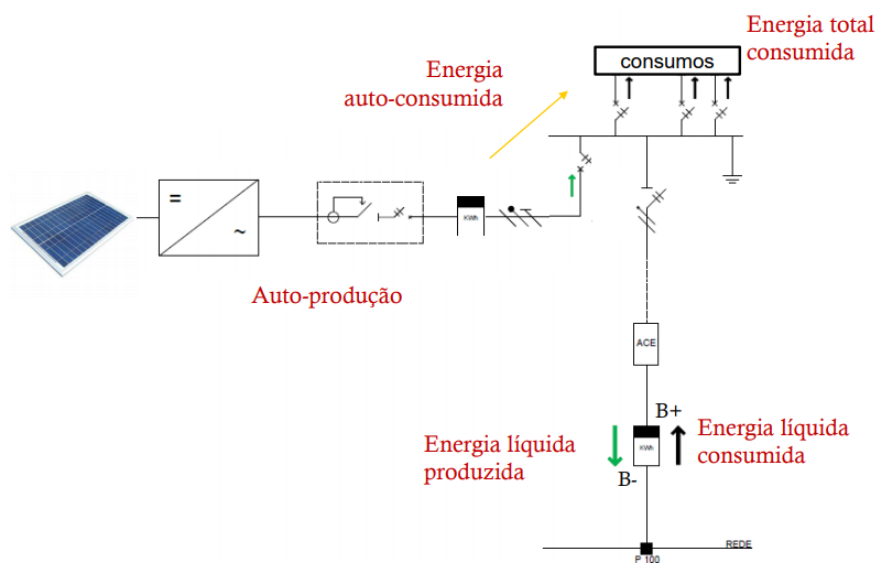 Energia total
consumida
consumos
Energia
auto-consumida
=
~
KWh
Auto-produção
ACE
B+
Energia líquida
consumida
KWh
Energia líquida
produzida
B-
REDE
P 100